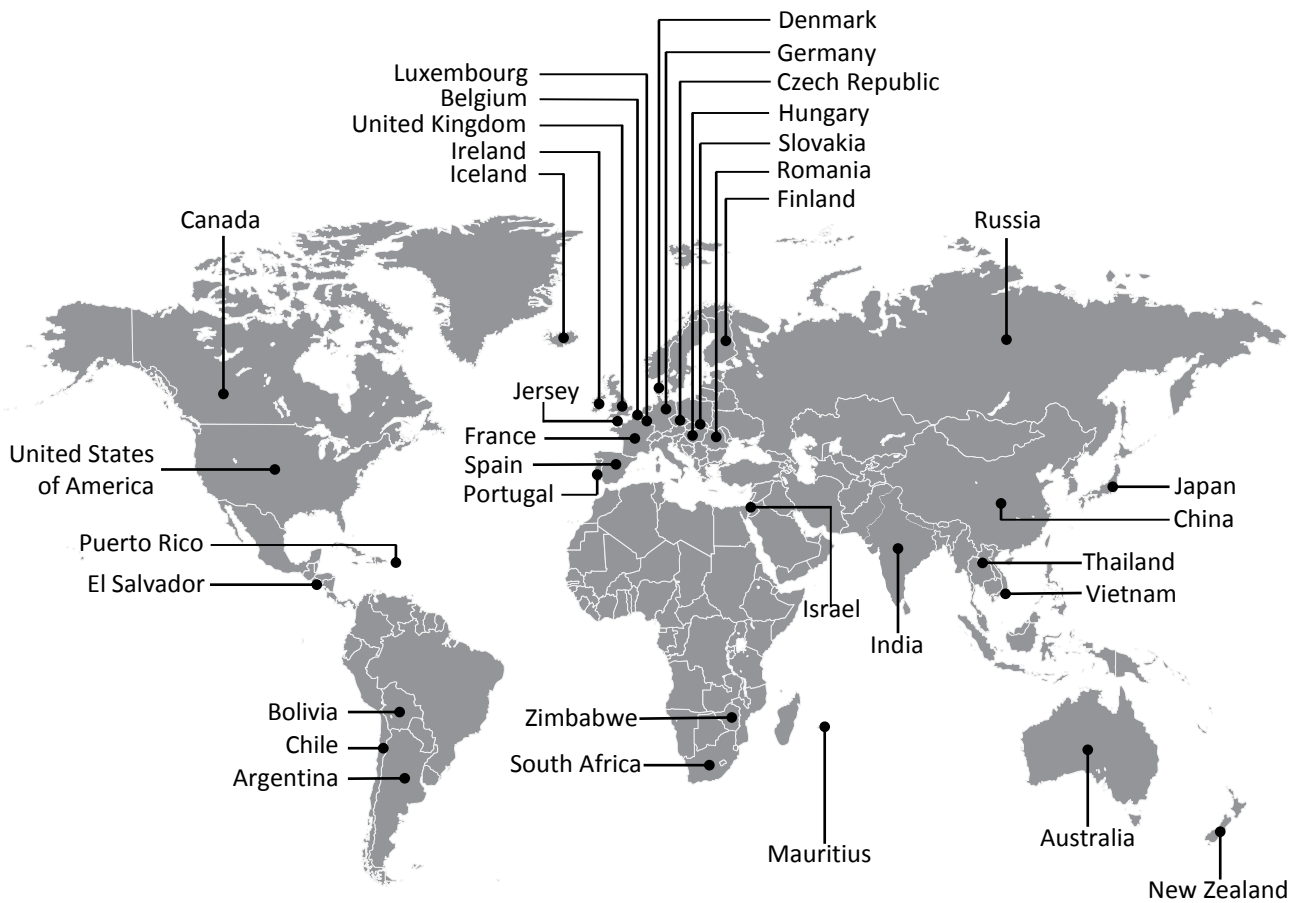 Denmark
Germany
Luxembourg
Czech Republic
Belgium
Hungary
United Kingdom
Slovakia
Ireland
Romania
Iceland
Finland
Canada
Russia
Jersey
France
United States
of America
Spain
Portugal
Japan
China
Puerto Rico
Thailand
El Salvador
Vietnam
Israel
India
Bolivia
Zimbabwe
Chile
South Africa
Argentina
Australia
Mauritius
New Zealand